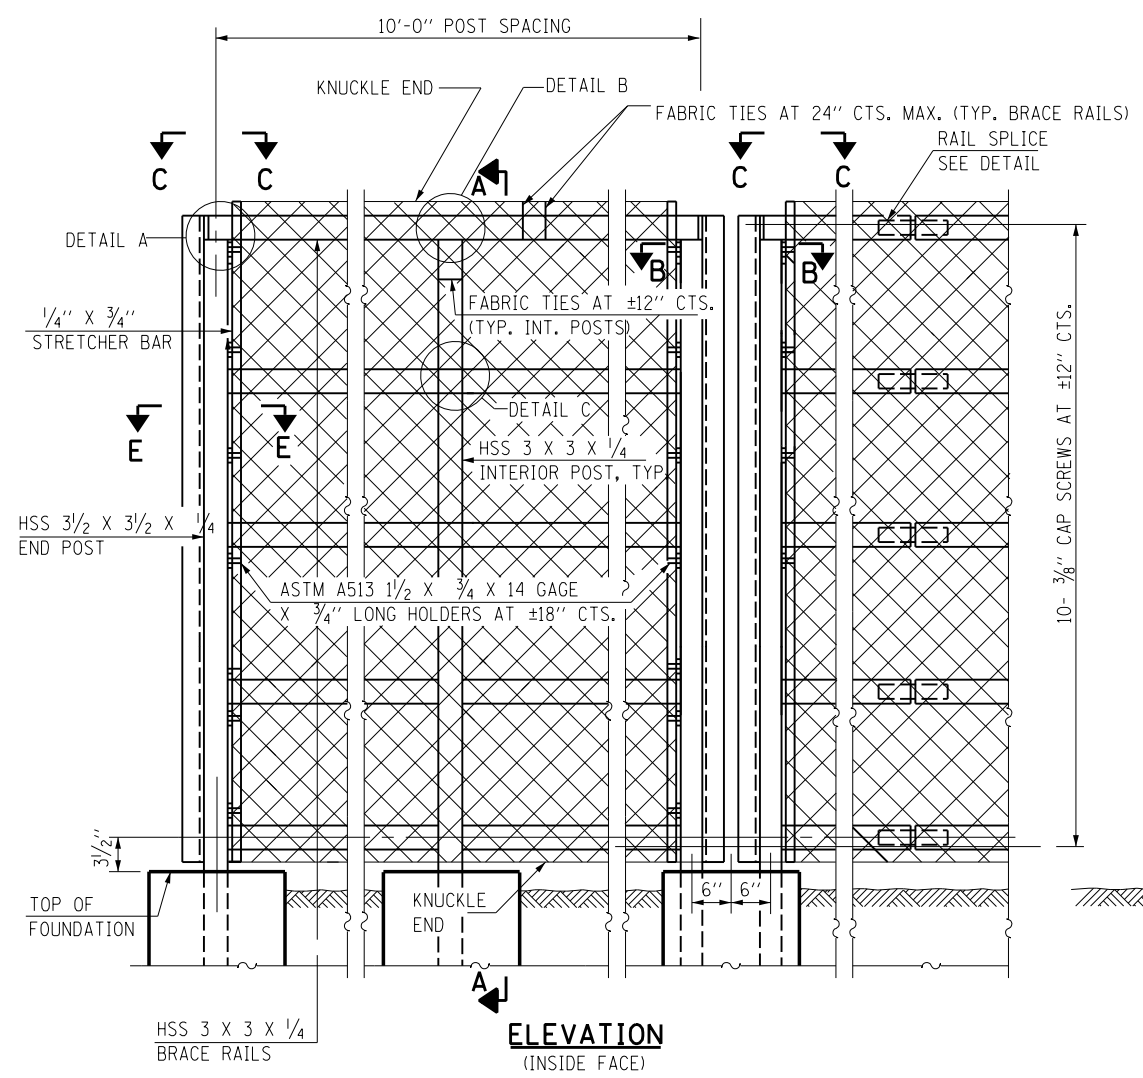 10'-0" POST SPACING
KNUCKLE END
DETAIL B
FABRIC TIES AT 24" CTS. MAX. (TYP. BRACE RAILS)
RAIL SPLICE
SEE DETAIL
C
C
A
C
C
DETAIL A
B
B
FABRIC TIES AT ±12" CTS.
(TYP. INT. POSTS)
1/4" X 3/4"
STRETCHER BAR
DETAIL C
E
E
HSS 3 X 3 X 1/4
INTERIOR POST, TYP.
10- 3/8" CAP SCREWS AT ±12" CTS.
HSS 3 1/2 X 3 1/2 X 1/4
END POST
ASTM A513 1 1/2 X 3/4 X 14 GAGE
X 3/4" LONG HOLDERS AT ±18" CTS.
3 1/2"
6"
6"
TOP OF
FOUNDATION
KNUCKLE
END
A
HSS 3 X 3 X 1/4
BRACE RAILS
ELEVATION
(INSIDE FACE)